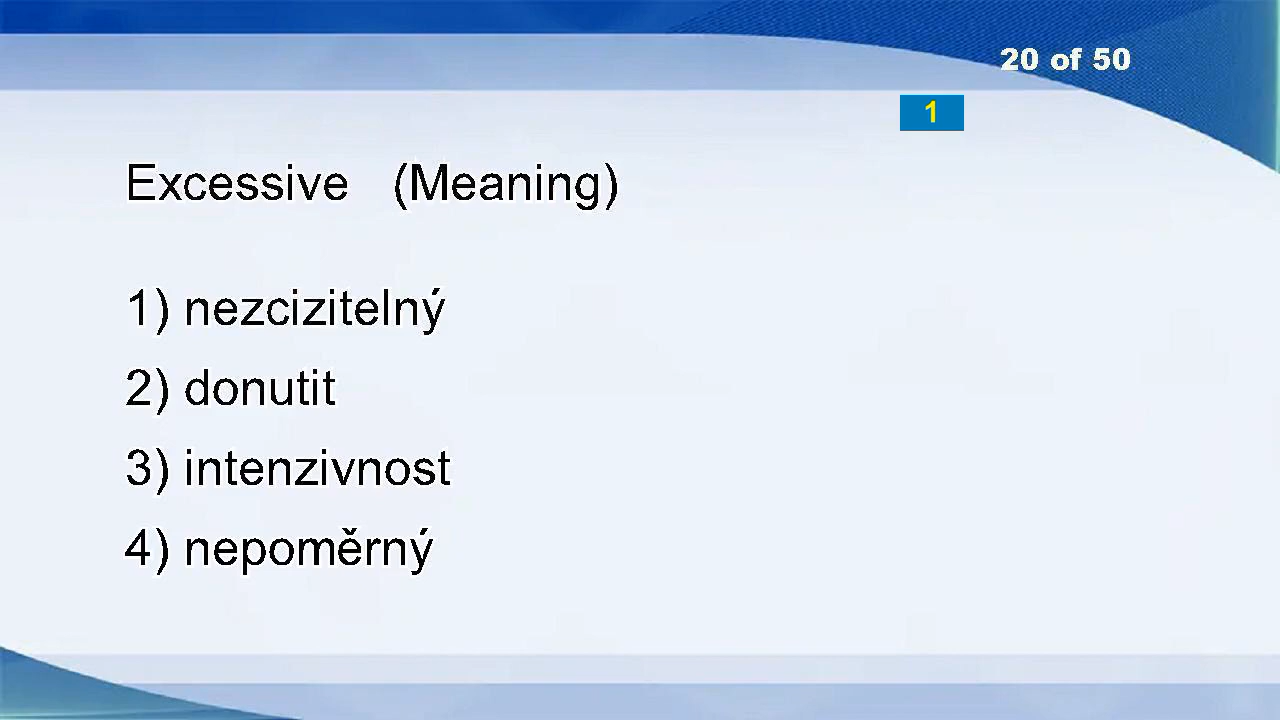 20 of 50
1
Excessive (Meaning)
1) nezcizitelný
2) donutit
3) intenzivnost
4) nepoměrný